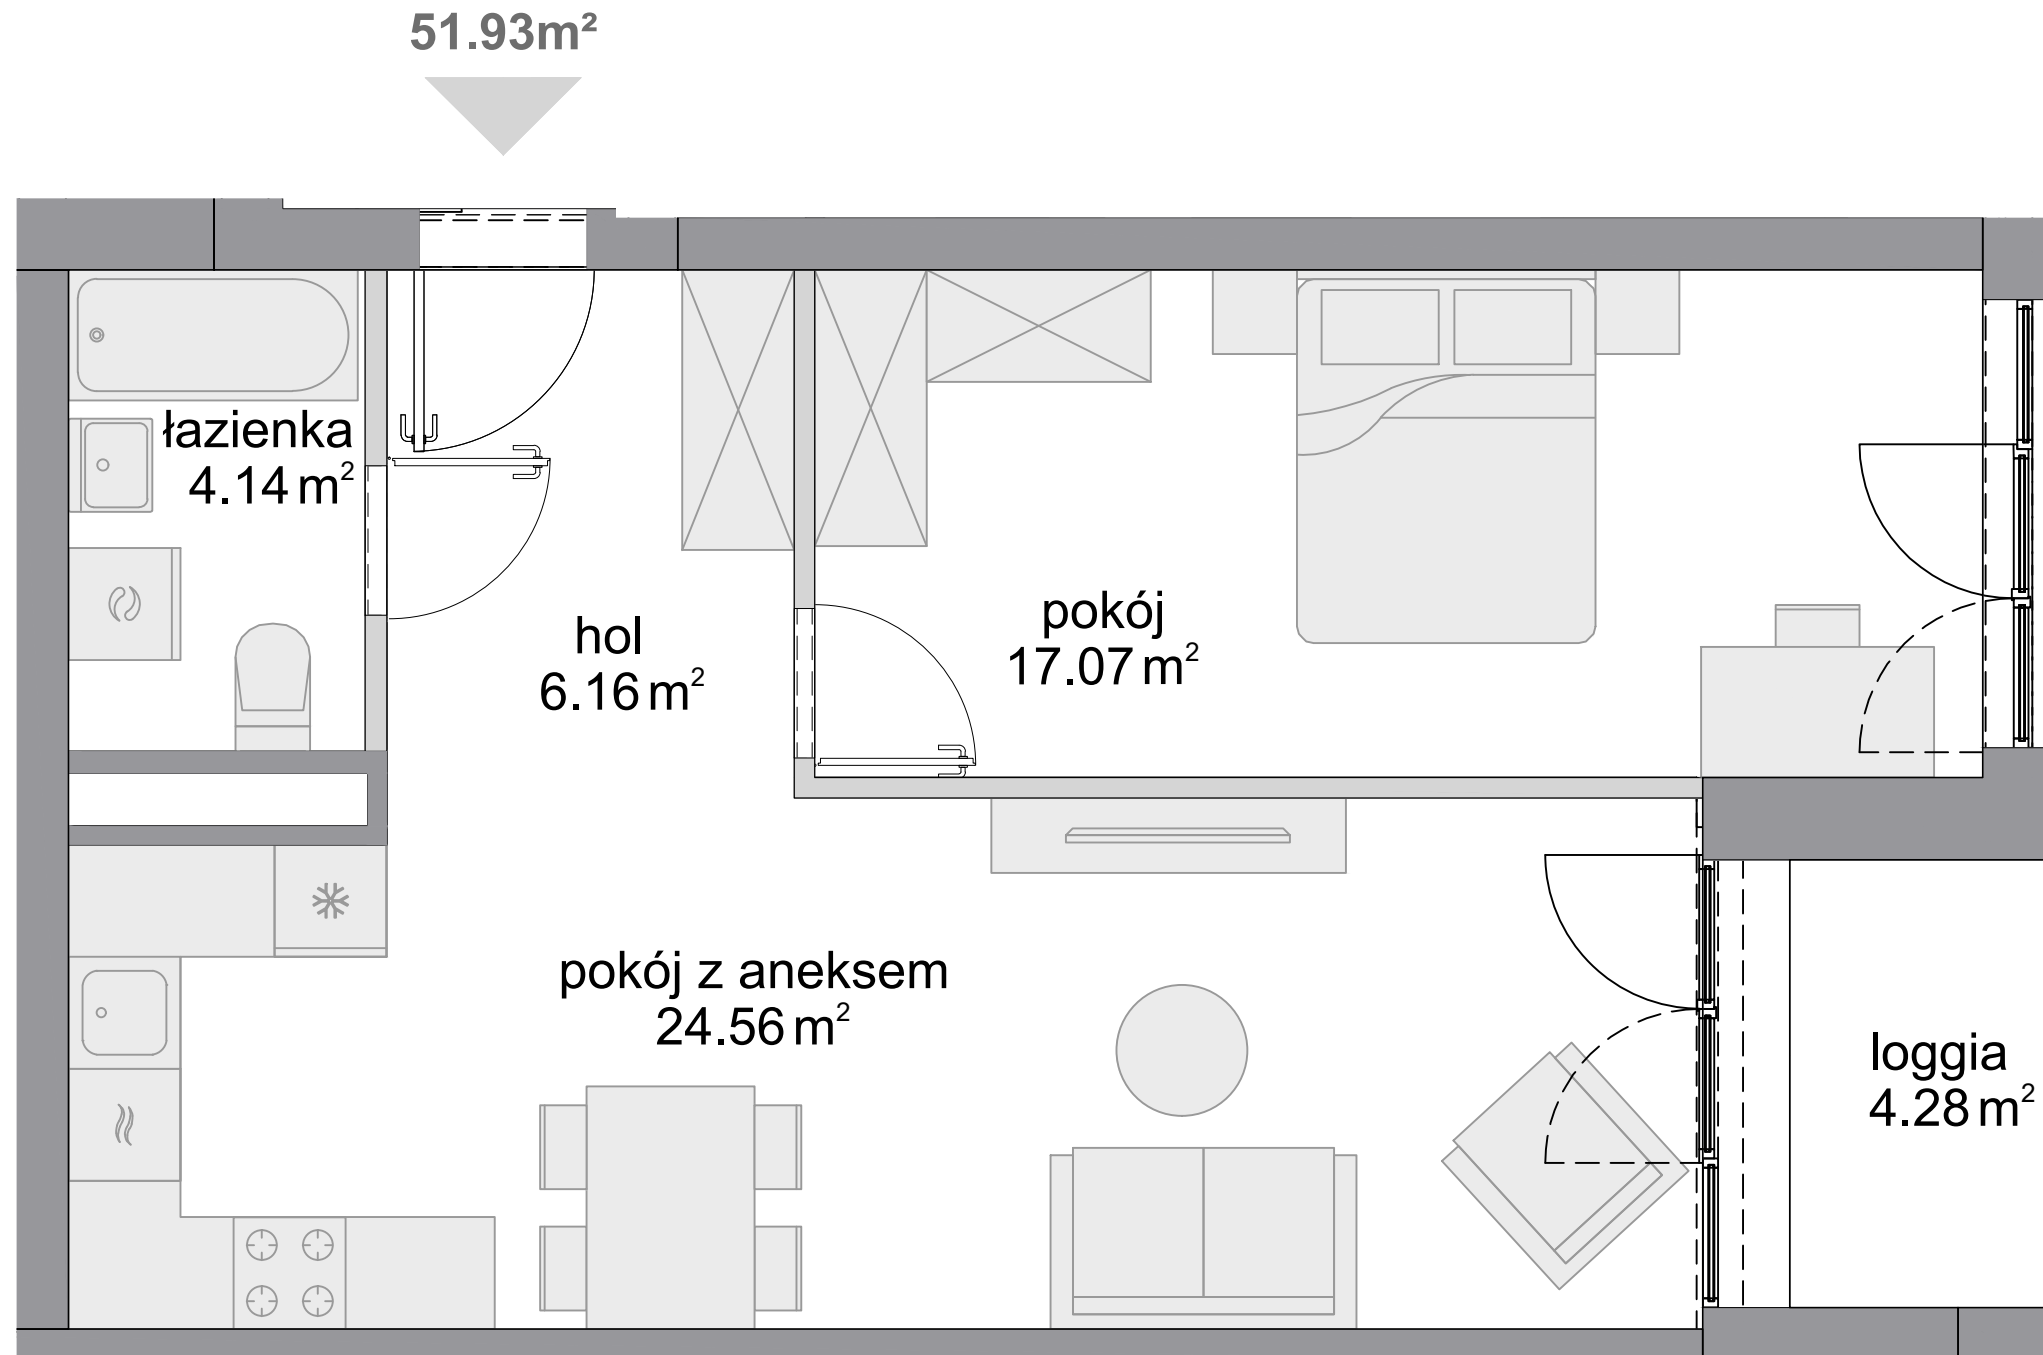 51.93m²
łazienka
4.14 m²
hol
6.16 m²
pokój
17.07 m²
pokój z aneksem
24.56 m²
loggia
4.28 m²